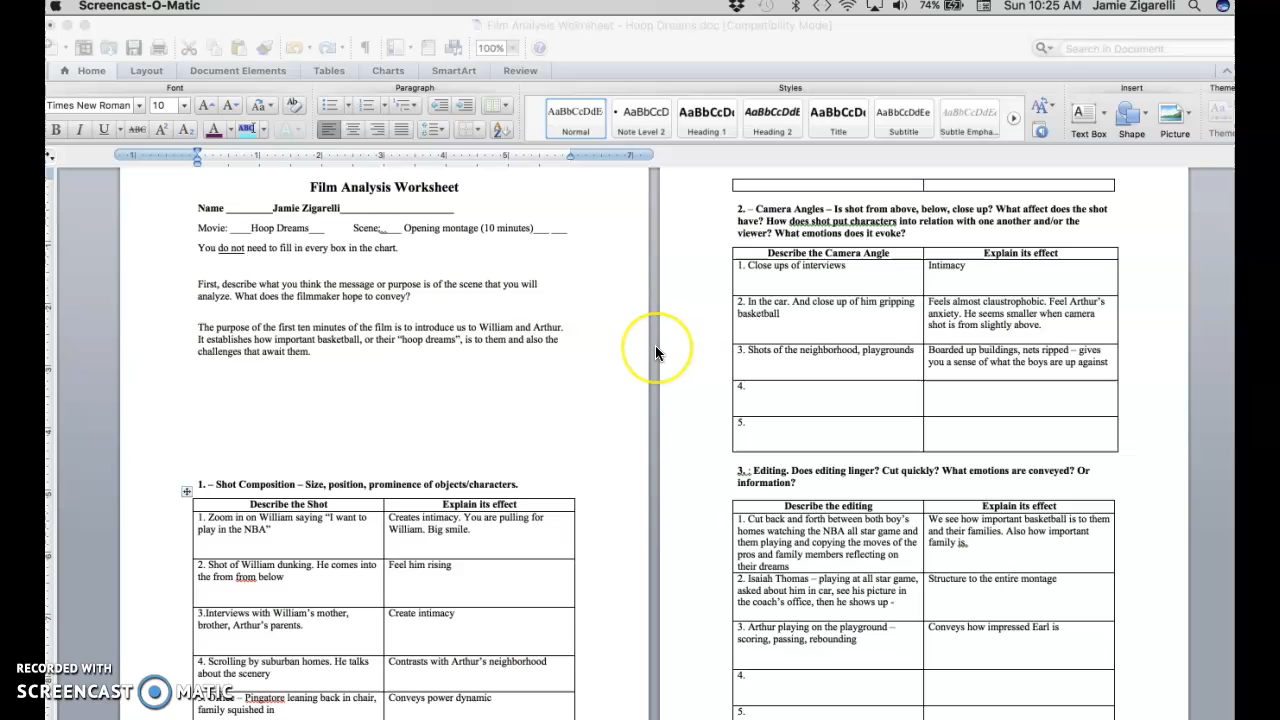 Screencast-O-Matic
74%
Sun 10:25 AM Jamie Zigarelli
Film Analysis Worksheet - Hoop Dreams.doc [Compatibility Mode]
100%
Search in Document
Home Layout Document Elements Tables Charts SmartArt Review
Font Paragraph Styles Insert Theme
Times New Roman 10
AaBbCcDdE AaBbCcD AaBbCcDc AaBbCcDc AaBbCcDc AaBbCcDdEe AaBbCcDdEe
Normal Note Level 2 Heading 1 Heading 2 Title Subtitle Subtle Empha...
Text Box Shape Picture Theme
Film Analysis Worksheet
Name _________Jamie Zigarelli______________________
Movie: ____Hoop Dreams___ Scene:__ ___ Opening montage (10 minutes)___ ___
You do not need to fill in every box in the chart.
First, describe what you think the message or purpose is of the scene that you will
analyze. What does the filmmaker hope to convey?
The purpose of the first ten minutes of the film is to introduce us to William and Arthur.
It establishes how important basketball, or their “hoop dreams”, is to them and also the
challenges that await them.
1. – Shot Composition – Size, position, prominence of objects/characters.
Describe the Shot Explain its effect
1. Zoom in on William saying “I want to
play in the NBA”
Creates intimacy. You are pulling for
William. Big smile.
2. Shot of William dunking. He comes into
the from from below
Feel him rising
3.Interviews with William’s mother,
brother, Arthur’s parents.
Create intimacy
4. Scrolling by suburban homes. He talks
about the scenery
Contrasts with Arthur’s neighborhood
– Pingatore leaning back in chair,
family squished in
Conveys power dynamic
2. – Camera Angles – Is shot from above, below, close up? What affect does the shot
have? How does shot put characters into relation with one another and/or the
viewer? What emotions does it evoke?
Describe the Camera Angle Explain its effect
1. Close ups of interviews
Intimacy
2. In the car. And close up of him gripping
basketball
Feels almost claustrophobic. Feel Arthur’s
anxiety. He seems smaller when camera
shot is from slightly above.
3. Shots of the neighborhood, playgrounds
Boarded up buildings, nets ripped – gives
you a sense of what the boys are up against
4.
5.
3. : Editing. Does editing linger? Cut quickly? What emotions are conveyed? Or
information?
Describe the editing Explain its effect
1. Cut back and forth between both boy’s
homes watching the NBA all star game and
them playing and copying the moves of the
pros and family members reflecting on
their dreams
We see how important basketball is to them
and their families. Also how important
family is.
2. Isaiah Thomas – playing at all star game,
asked about him in car, see his picture in
the coach’s office, then he shows up -
Structure to the entire montage
3. Arthur playing on the playground –
scoring, passing, rebounding
Conveys how impressed Earl is
4.
5.
RECORDED WITH
SCREENCAST MATIC